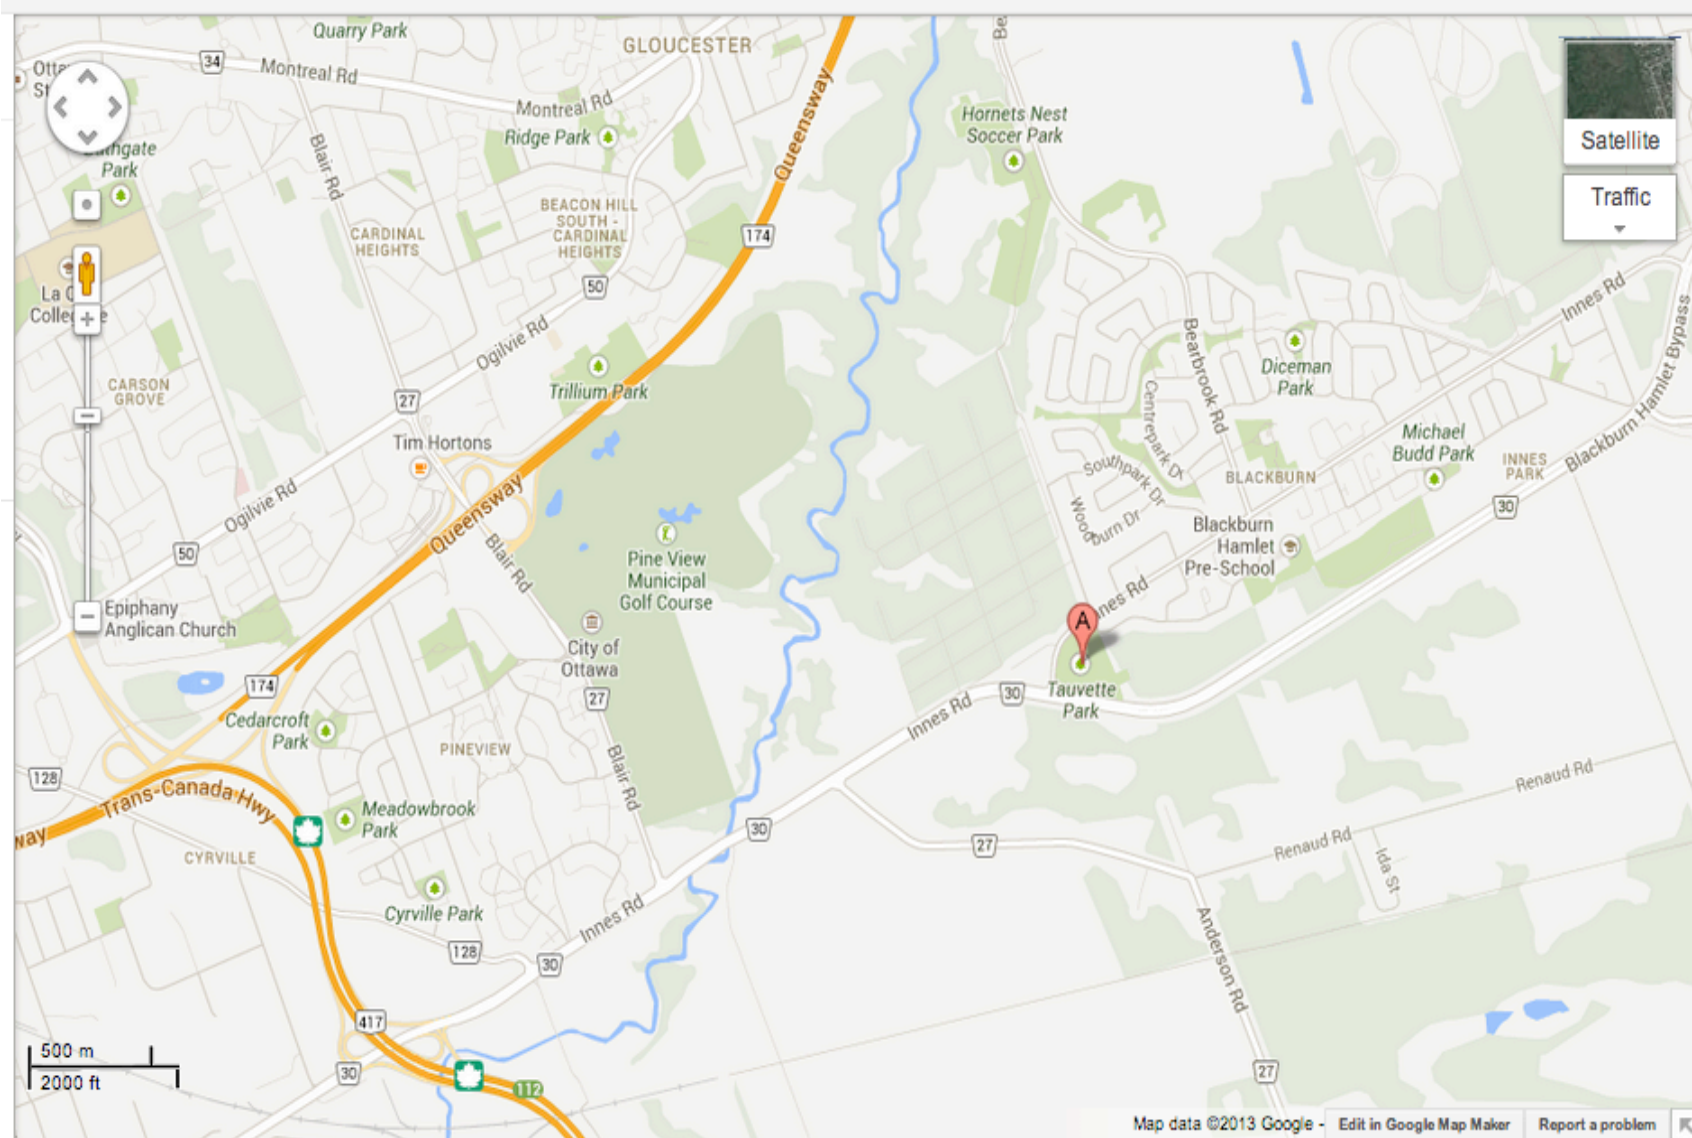 Quarry Park
GLOUCESTER
34
Montreal Rd
Montreal Rd
Ridge Park
Queensway
Hornets Nest
Soccer Park
Satellite
Traffic
Park
Blair Rd
BEACON HILL
SOUTH -
CARDINAL
HEIGHTS
CARDINAL
HEIGHTS
174
50
Innes Rd
Ogilvie Rd
Bearbrook Rd
Blackburn Hamlet Bypass
Diceman
Park
Trillium Park
CARSON
GROVE
27
Centrepark Dr
Tim Hortons
Michael
Budd Park
INNES
PARK
Southpark Dr
BLACKBURN
Ogilvie Rd
Queensway
30
Woodburn Dr
Blackburn
Hamlet
Pre-School
50
Blair Rd
Pine View
Municipal
Golf Course
Innes Rd
Epiphany
Anglican Church
A
City of
Ottawa
174
27
Tauvette
Park
30
Innes Rd
Cedarcroft
Park
PINEVIEW
Blair Rd
128
Trans-Canada Hwy
Renaud Rd
Meadowbrook
Park
30
27
Renaud Rd
Ida St
CYRVILLE
Cyrville Park
Innes Rd
128
30
Anderson Rd
417
500 m
2000 ft
30
112
27
Map data ©2013 Google -
Edit in Google Map Maker
Report a problem